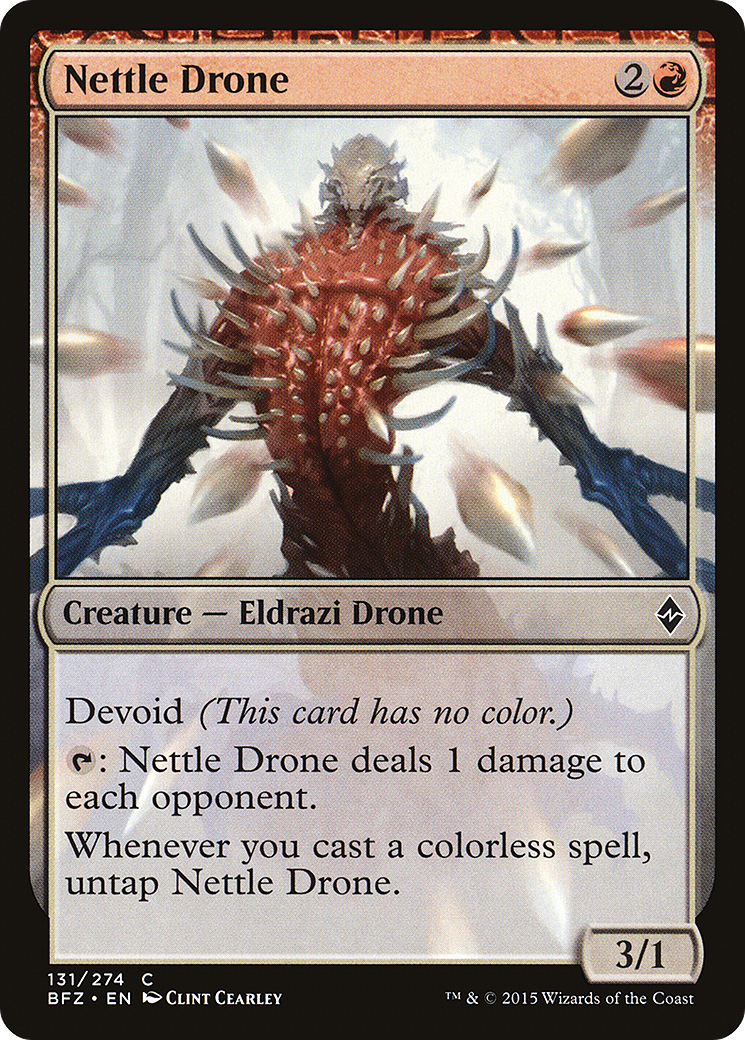 Nettle Drone 2
Creature — Eldrazi Drone
Devoid (This card has no color.)
: Nettle Drone deals 1 damage to
each opponent.
Whenever you cast a colorless spell,
untap Nettle Drone.
3/1
131/274 C
BFZ • EN Clint Cearley
™ & © 2015 Wizards of the Coast